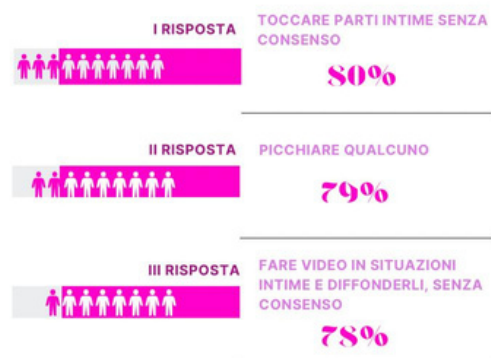 I RISPOSTA
TOCCARE PARTI INTIME SENZA
CONSENSO
80%
II RISPOSTA
PICCHIARE QUALCUNO
79%
III RISPOSTA
FARE VIDEO IN SITUAZIONI
INTIME E DIFFONDERLI, SENZA
CONSENSO
78%